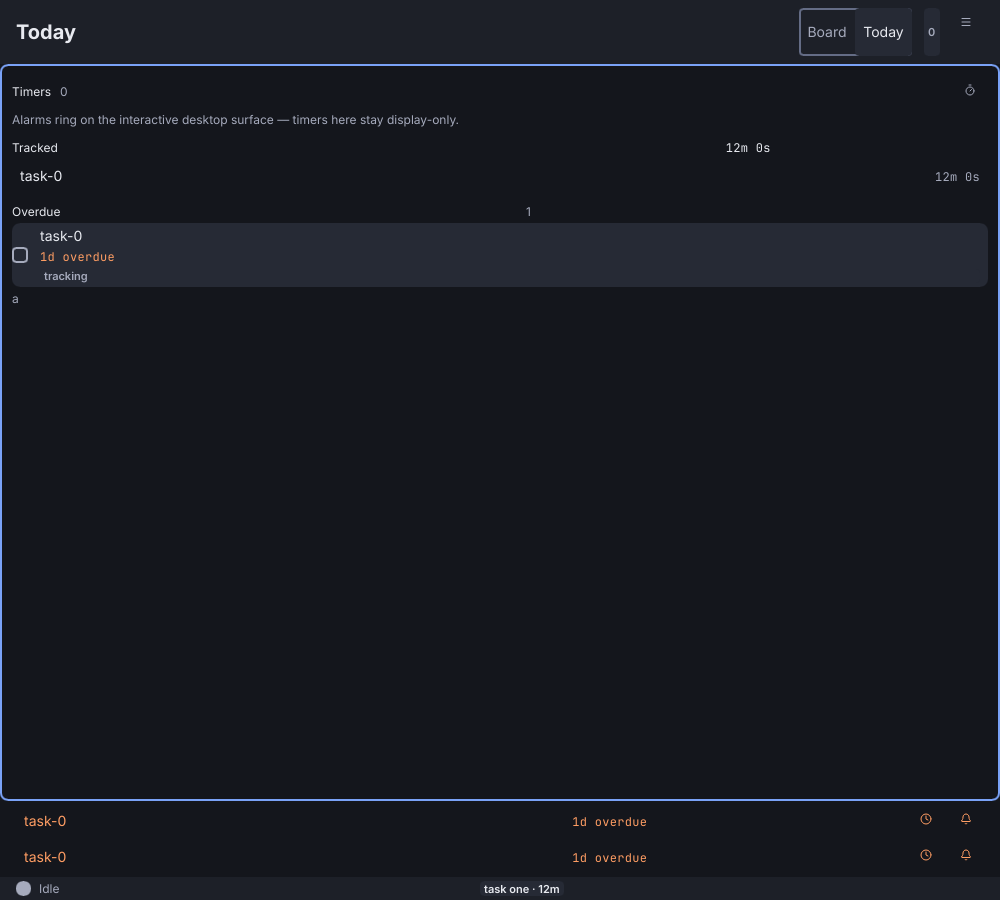 Today Board Today 0
Timers 0
Alarms ring on the interactive desktop surface — timers here stay display-only.
Tracked 12m 0s
task-0 12m 0s
Overdue 1
task-0
1d overdue
tracking
a
task-0 1d overdue
task-0 1d overdue
Idle task one · 12m